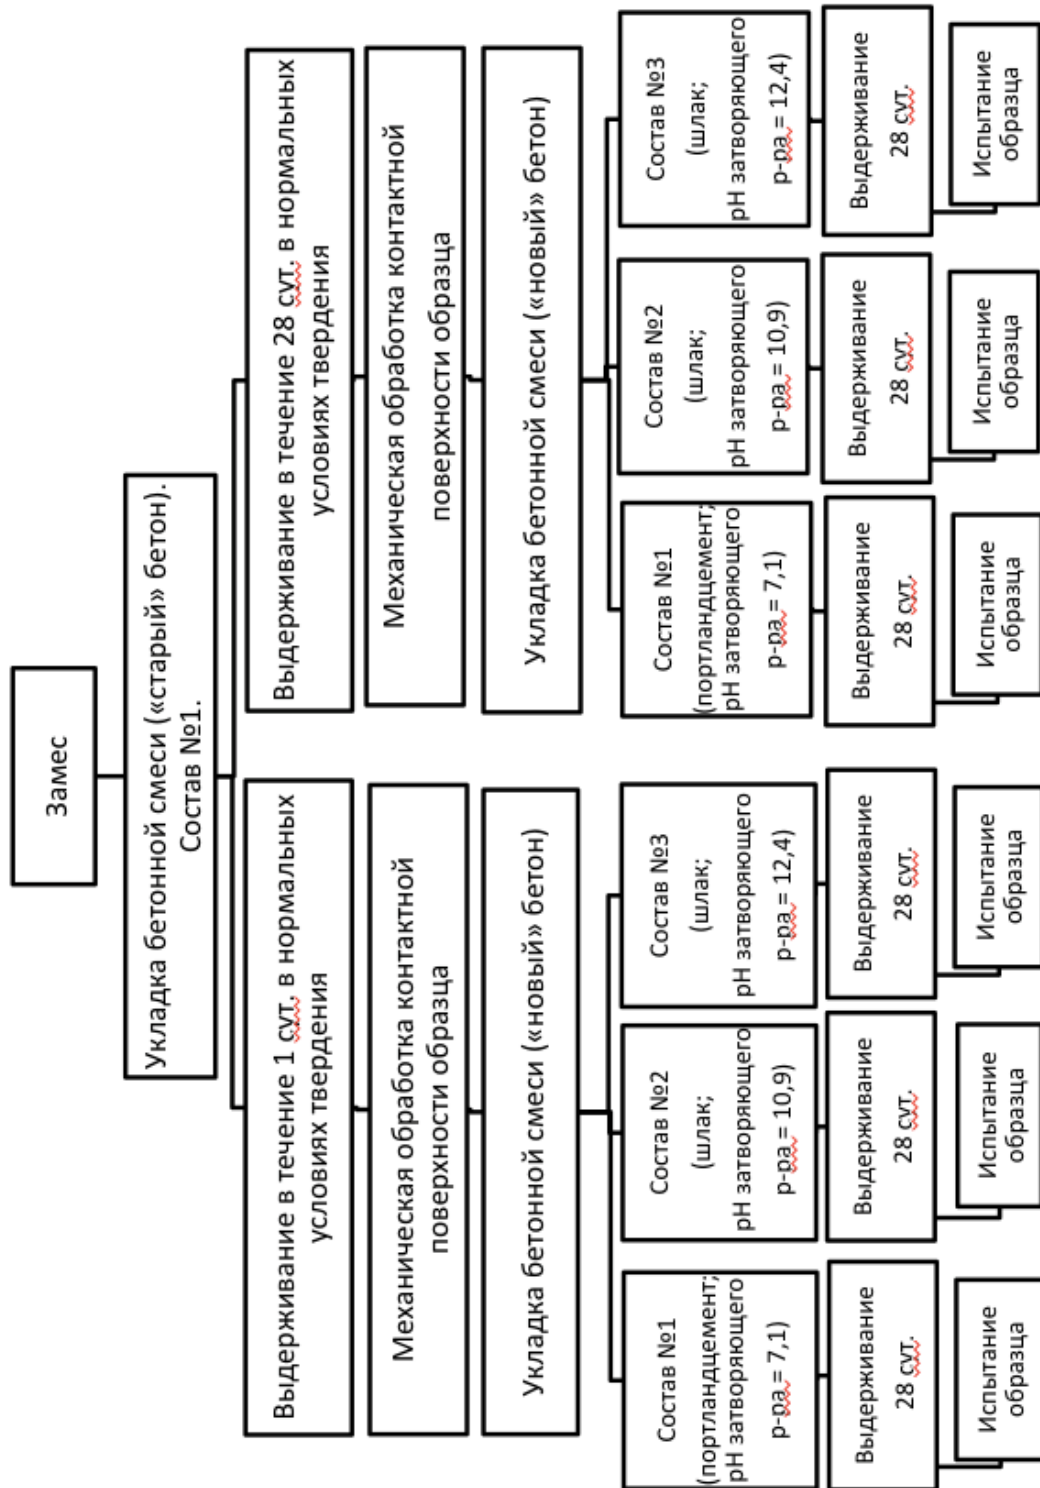 Замес
Укладка бетонной смеси («старый» бетон).
Состав №1.
Выдерживание в течение 1 сут. в нормальных
условиях твердения
Механическая обработка контактной
поверхности образца
Укладка бетонной смеси («новый» бетон)
Состав №1
(портландцемент;
pH затворяющего
р-ра = 7,1)
Выдерживание
28 сут.
Испытание
образца
Состав №2
(шлак;
pH затворяющего
р-ра = 10,9)
Выдерживание
28 сут.
Испытание
образца
Состав №3
(шлак;
pH затворяющего
р-ра = 12,4)
Выдерживание
28 сут.
Испытание
образца
Выдерживание в течение 28 сут. в нормальных
условиях твердения
Механическая обработка контактной
поверхности образца
Укладка бетонной смеси («новый» бетон)
Состав №1
(портландцемент;
pH затворяющего
р-ра = 7,1)
Выдерживание
28 сут.
Испытание
образца
Состав №2
(шлак;
pH затворяющего
р-ра = 10,9)
Выдерживание
28 сут.
Испытание
образца
Состав №3
(шлак;
pH затворяющего
р-ра = 12,4)
Выдерживание
28 сут.
Испытание
образца